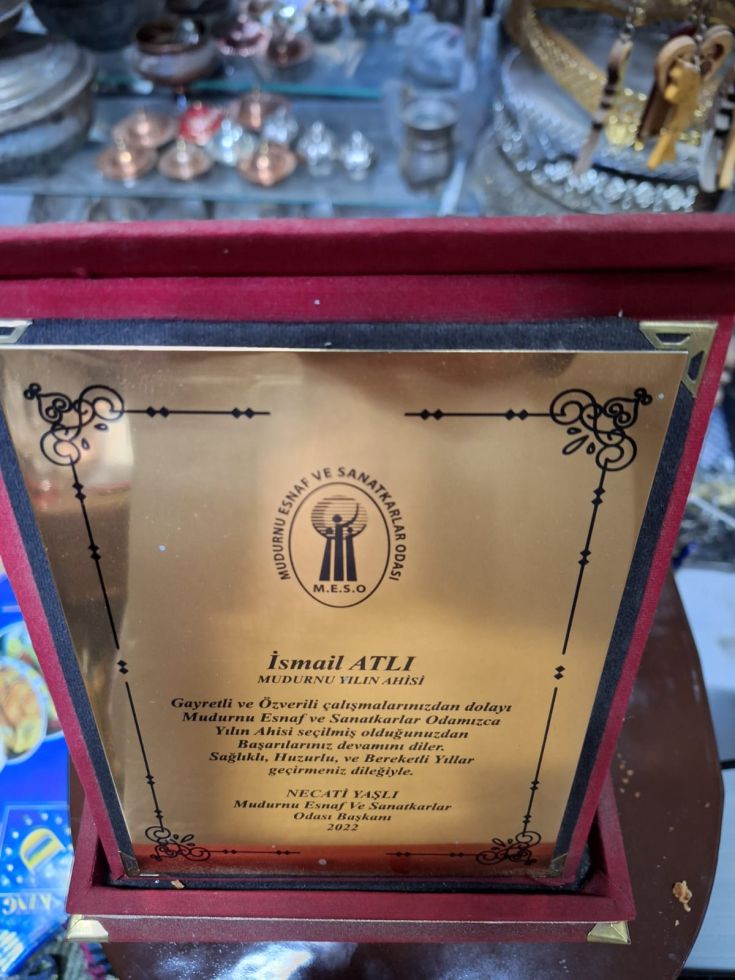 MUDURNU ESNAF VE SANATKARLAR ODASI
M.E.S.O
İsmail ATLI
MUDURNU YILIN AHİSİ
Gayretli ve Özverili çalışmalarınızdan dolayı
Mudurnu Esnaf ve Sanatkarlar Odamızca
Yılın Ahisi seçilmiş olduğunuzdan
Başarılarınız devamını diler.
Sağlıklı, Huzurlu, ve Bereketli Yıllar
geçirmeniz dileğiyle.
NECATİ YAŞLI
Mudurnu Esnaf Ve Sanatkarlar
Odası Başkanı
2022
KING